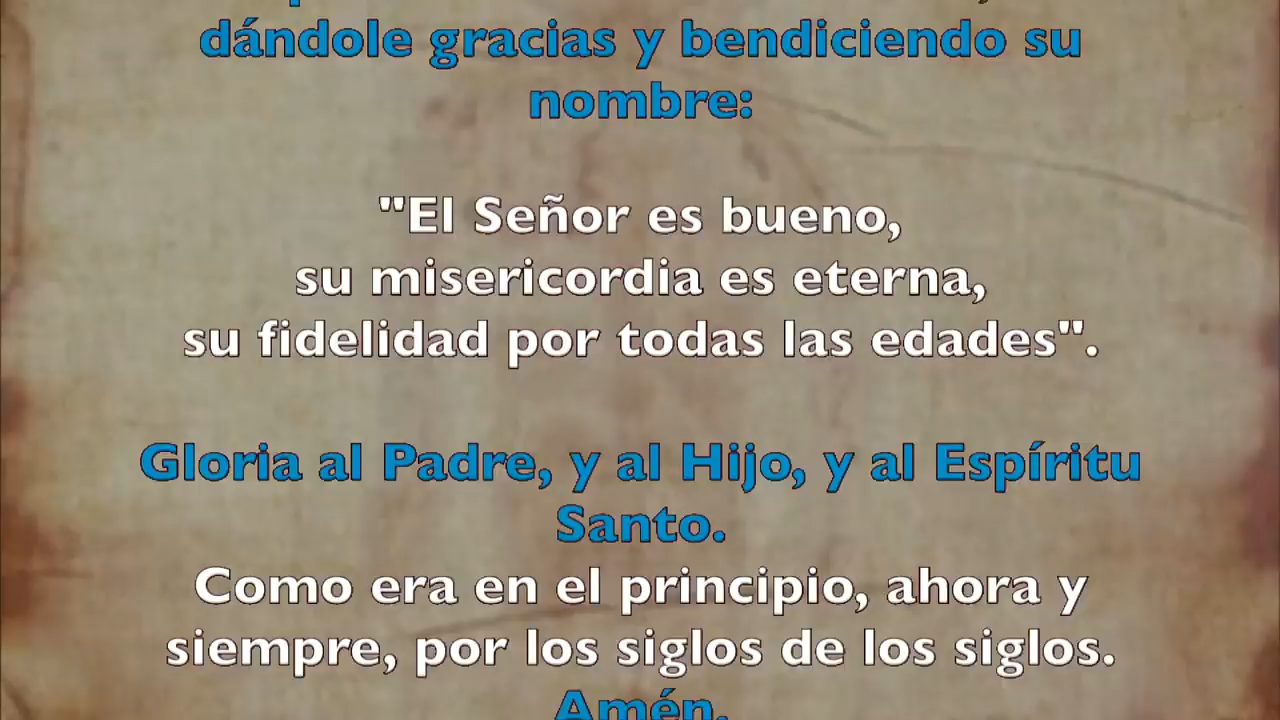 dándole gracias y bendiciendo su
nombre:
"El Señor es bueno,
su misericordia es eterna,
su fidelidad por todas las edades".
Gloria al Padre, y al Hijo, y al Espíritu
Santo.
Como era en el principio, ahora y
siempre, por los siglos de los siglos.
Amén.